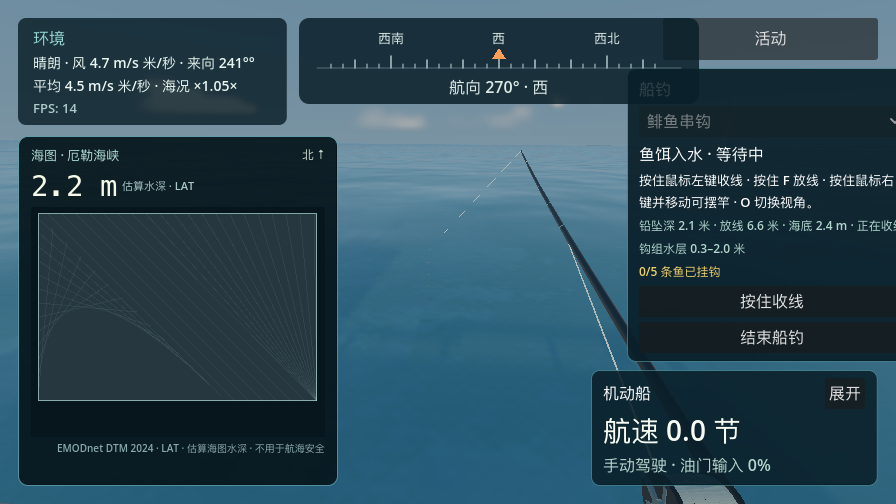 环境
晴朗 · 风 4.7 m/s 米/秒 · 来向 241°°
平均 4.5 m/s 米/秒 · 海况 ×1.05×
FPS: 14
西南 西 西北
航向 270° · 西
活动
船钓
鲱鱼串钩
鱼饵入水 · 等待中
按住鼠标左键收线 · 按住 F 放线 · 按住鼠标右
键并移动可摆竿 · O 切换视角。
铅坠深 2.1 米 · 放线 6.6 米 · 海底 2.4 m · 正在收
钩组水层 0.3–2.0 米
0/5 条鱼已挂钩
按住收线
结束船钓
海图 · 厄勒海峡 北 ↑
2.2 m 估算水深 · LAT
EMODnet DTM 2024 · LAT · 估算海图水深 · 不用于航海安全
机动船 展开
航速 0.0 节
手动驾驶 · 油门输入 0%